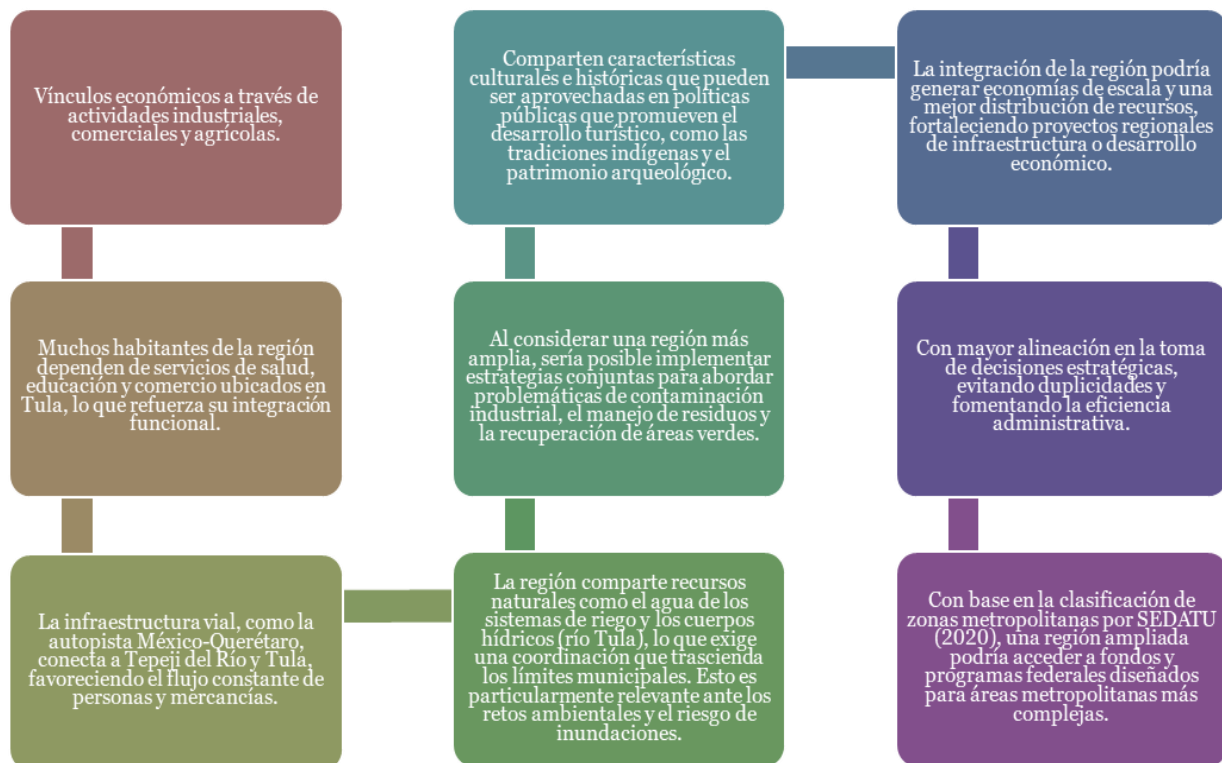 Vínculos económicos a través de
actividades industriales,
comerciales y agrícolas.
Muchos habitantes de la región
dependen de servicios de salud,
educación y comercio ubicados en
Tula, lo que refuerza su integración
funcional.
La infraestructura vial, como la
autopista México-Querétaro,
conecta a Tepeji del Río y Tula,
favoreciendo el flujo constante de
personas y mercancías.
La región comparte recursos
naturales como el agua de los
sistemas de riego y los cuerpos
hídricos (río Tula), lo que exige
una coordinación que trascienda
los límites municipales. Esto es
particularmente relevante ante los
retos ambientales y el riesgo de
inundaciones.
Al considerar una región más
amplia, sería posible implementar
estrategias conjuntas para abordar
problemáticas de contaminación
industrial, el manejo de residuos y
la recuperación de áreas verdes.
Comparten características
culturales e históricas que pueden
ser aprovechadas en políticas
públicas que promueven el
desarrollo turístico, como las
tradiciones indígenas y el
patrimonio arqueológico.
La integración de la región podría
generar economías de escala y una
mejor distribución de recursos,
fortaleciendo proyectos regionales
de infraestructura o desarrollo
económico.
Con mayor alineación en la toma
de decisiones estratégicas,
evitando duplicidades y
fomentando la eficiencia
administrativa.
Con base en la clasificación de
zonas metropolitanas por SEDATU
(2020), una región ampliada
podría acceder a fondos y
programas federales diseñados
para áreas metropolitanas más
complejas.